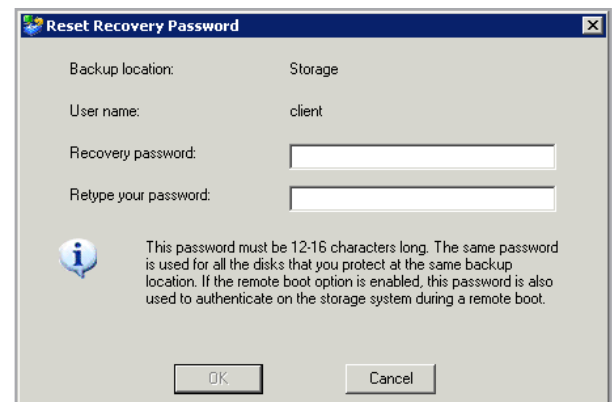 Reset Recovery Password
Backup location: Storage
User name: client
Recovery password:
Retype your password:
This password must be 12-16 characters long. The same password
is used for all the disks that you protect at the same backup
location. If the remote boot option is enabled, this password is also
used to authenticate on the storage system during a remote boot.
OK Cancel